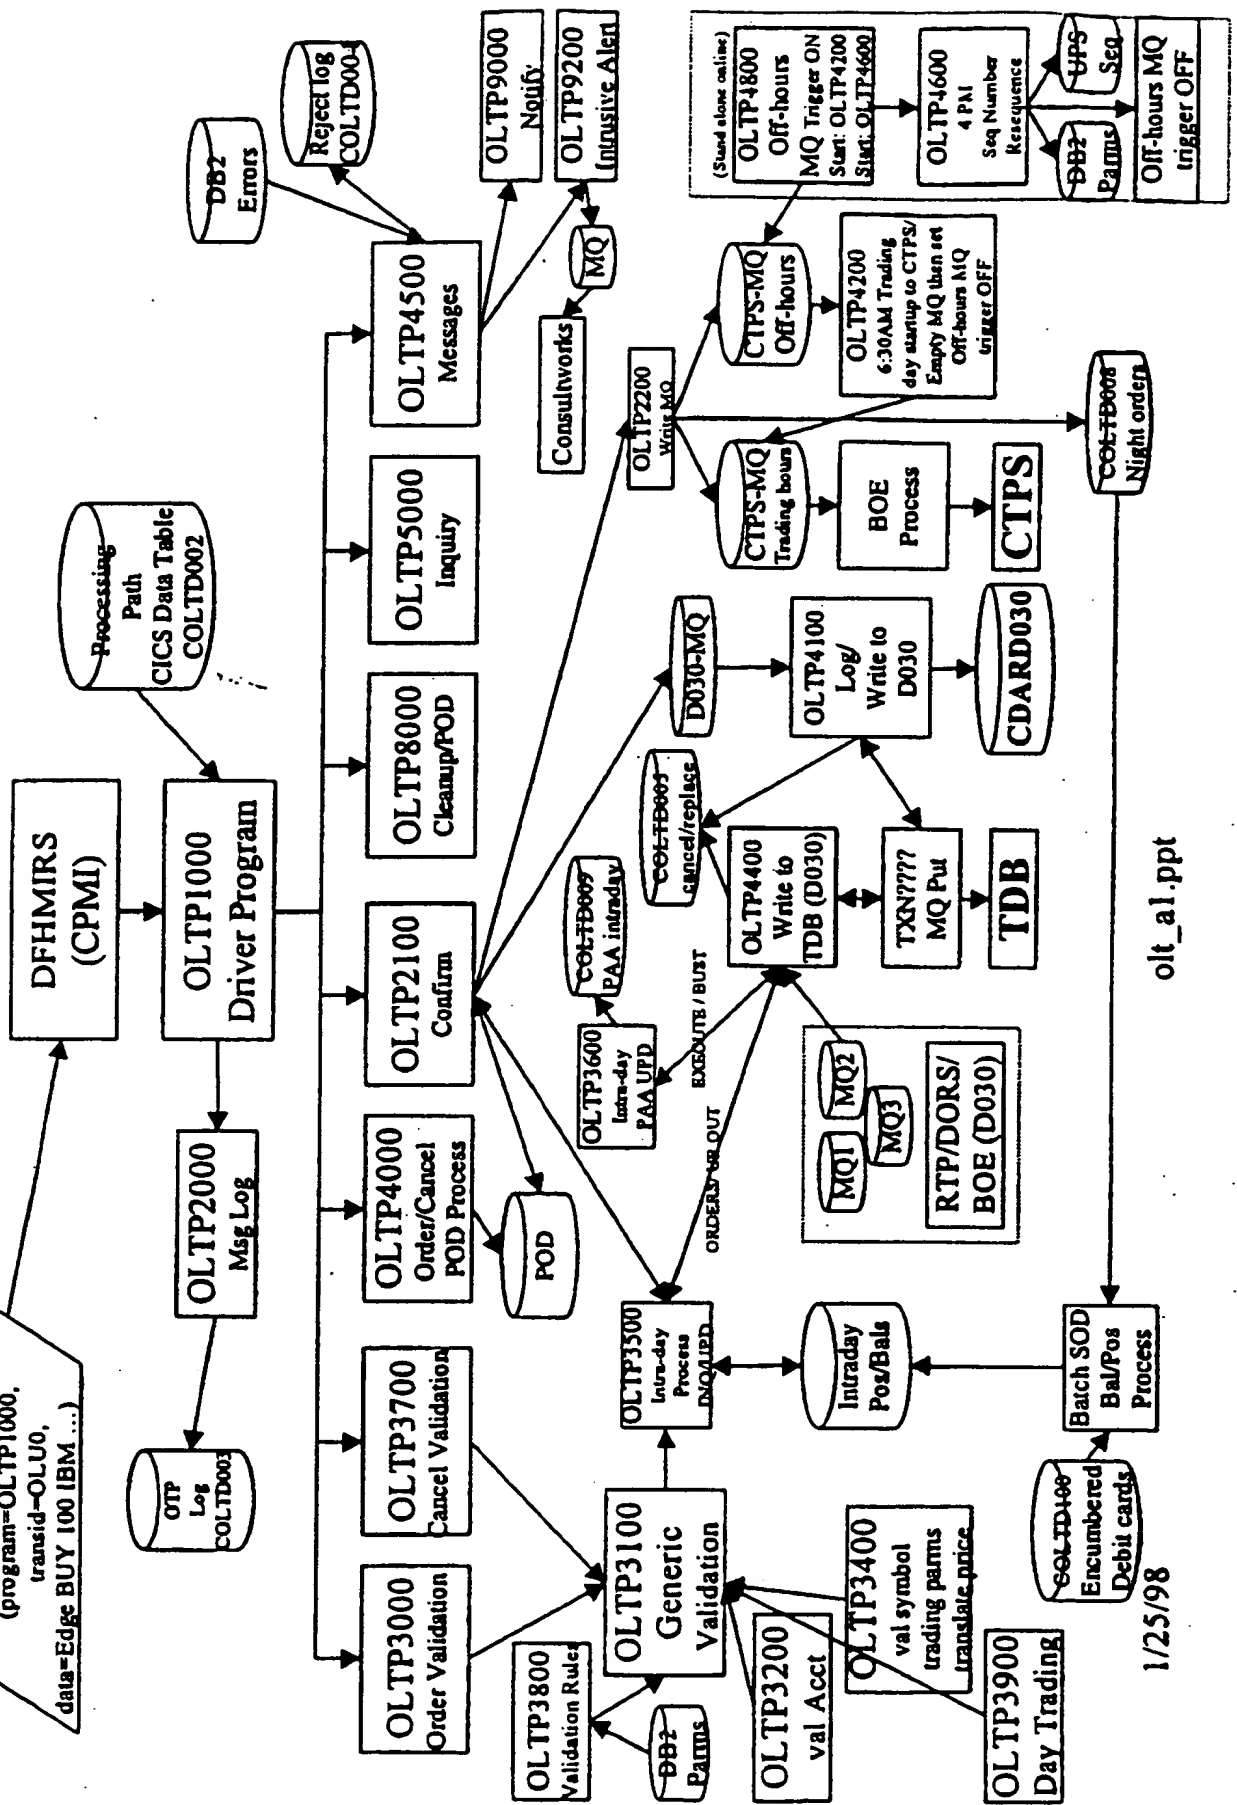 (program=OLTP1000,
transid=OLU0,
data=Edge BUY 100 IBM ...)
DFHMIRS
(CPMI)
Processing
Path
CICS Data Table
COLTD002
OLTP1000
Driver Program
OLTP2000
Msg Log
OTP
Log
COLTD003
DB2
Errors
Reject log
COLTD004
OLTP3000
Order Validation
OLTP3700
Cancel Validation
OLTP4000
Order/Cancel
POD Process
OLTP2100
Confirm
OLTP8000
Cleanup/POD
OLTP5000
Inquiry
OLTP4500
Messages
OLTP9000
Notify
OLTP9200
Intrusive Alert
MQ
Consultworks
POD
OLTP3800
Validation Rules
DB2
Parms
OLTP3100
Generic
Validation
OLTP3200
val Acct
OLTP3400
val symbol
trading parms
translate price
OLTP3900
Day Trading
OLTP3500
Intra-day
Process
INQ/UPD
Intraday
Pos/Bals
Batch SOD
Bal/Pos
Process
COLTD100
Encumbered
Debit cards
ORDERS/ UR OUT
EXECUTE / BUST
OLTP3600
Intra-day
PAA UPD
COLTD009
PAA intraday
COLTD005
cancel/replace
OLTP4400
Write to
TDB (D030)
TXN????
MQ Put
TDB
MQ1
MQ2
MQ3
RTP/DORS/
BOE (D030)
D030-MQ
OLTP4100
Log/
Write to
D030
CDARD030
OLTP2200
Write MQ
CTPS-MQ
Trading hours
BOE
Process
CTPS
CTPS-MQ
Off-hours
OLTP4200
6:30AM Trading
day startup to CTPS/
Empty MQ then set
Off-hours MQ
trigger OFF
COLTD008
Night orders
(Stand alone online)
OLTP4800
Off-hours
MQ Trigger ON
Start: OLTP4200
Start: OLTP4600
OLTP4600
4 PAI
Seq Number
Resequence
DB2
Parms
UPS
Seq
Off-hours MQ
trigger OFF
1/25/98
olt_a1.ppt